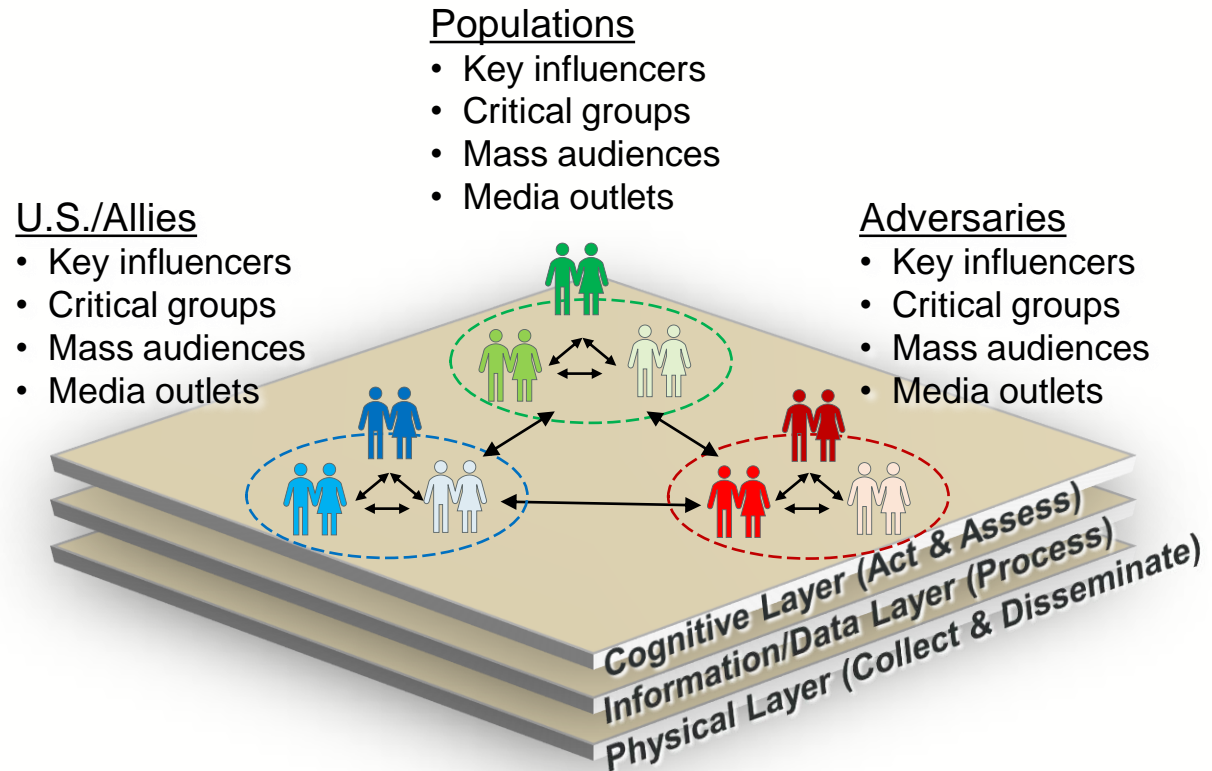 Populations
• Key influencers
• Critical groups
• Mass audiences
• Media outlets
U.S./Allies
• Key influencers
• Critical groups
• Mass audiences
• Media outlets
Adversaries
• Key influencers
• Critical groups
• Mass audiences
• Media outlets
Cognitive Layer (Act & Assess)
Information/Data Layer (Process)
Physical Layer (Collect & Disseminate)